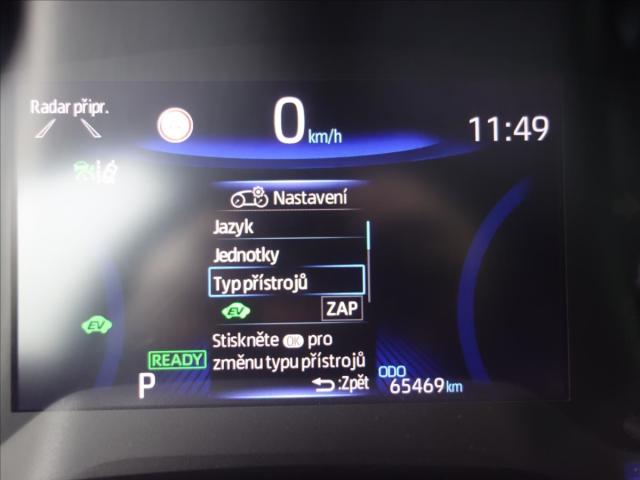 Radar připr.
0 km/h
11:49
Nastavení
Jazyk
Jednotky
Typ přístrojů
EV ZAP
EV
Stiskněte OK pro
změnu typu přístrojů
:Zpět
READY
P
ODO
65469 km